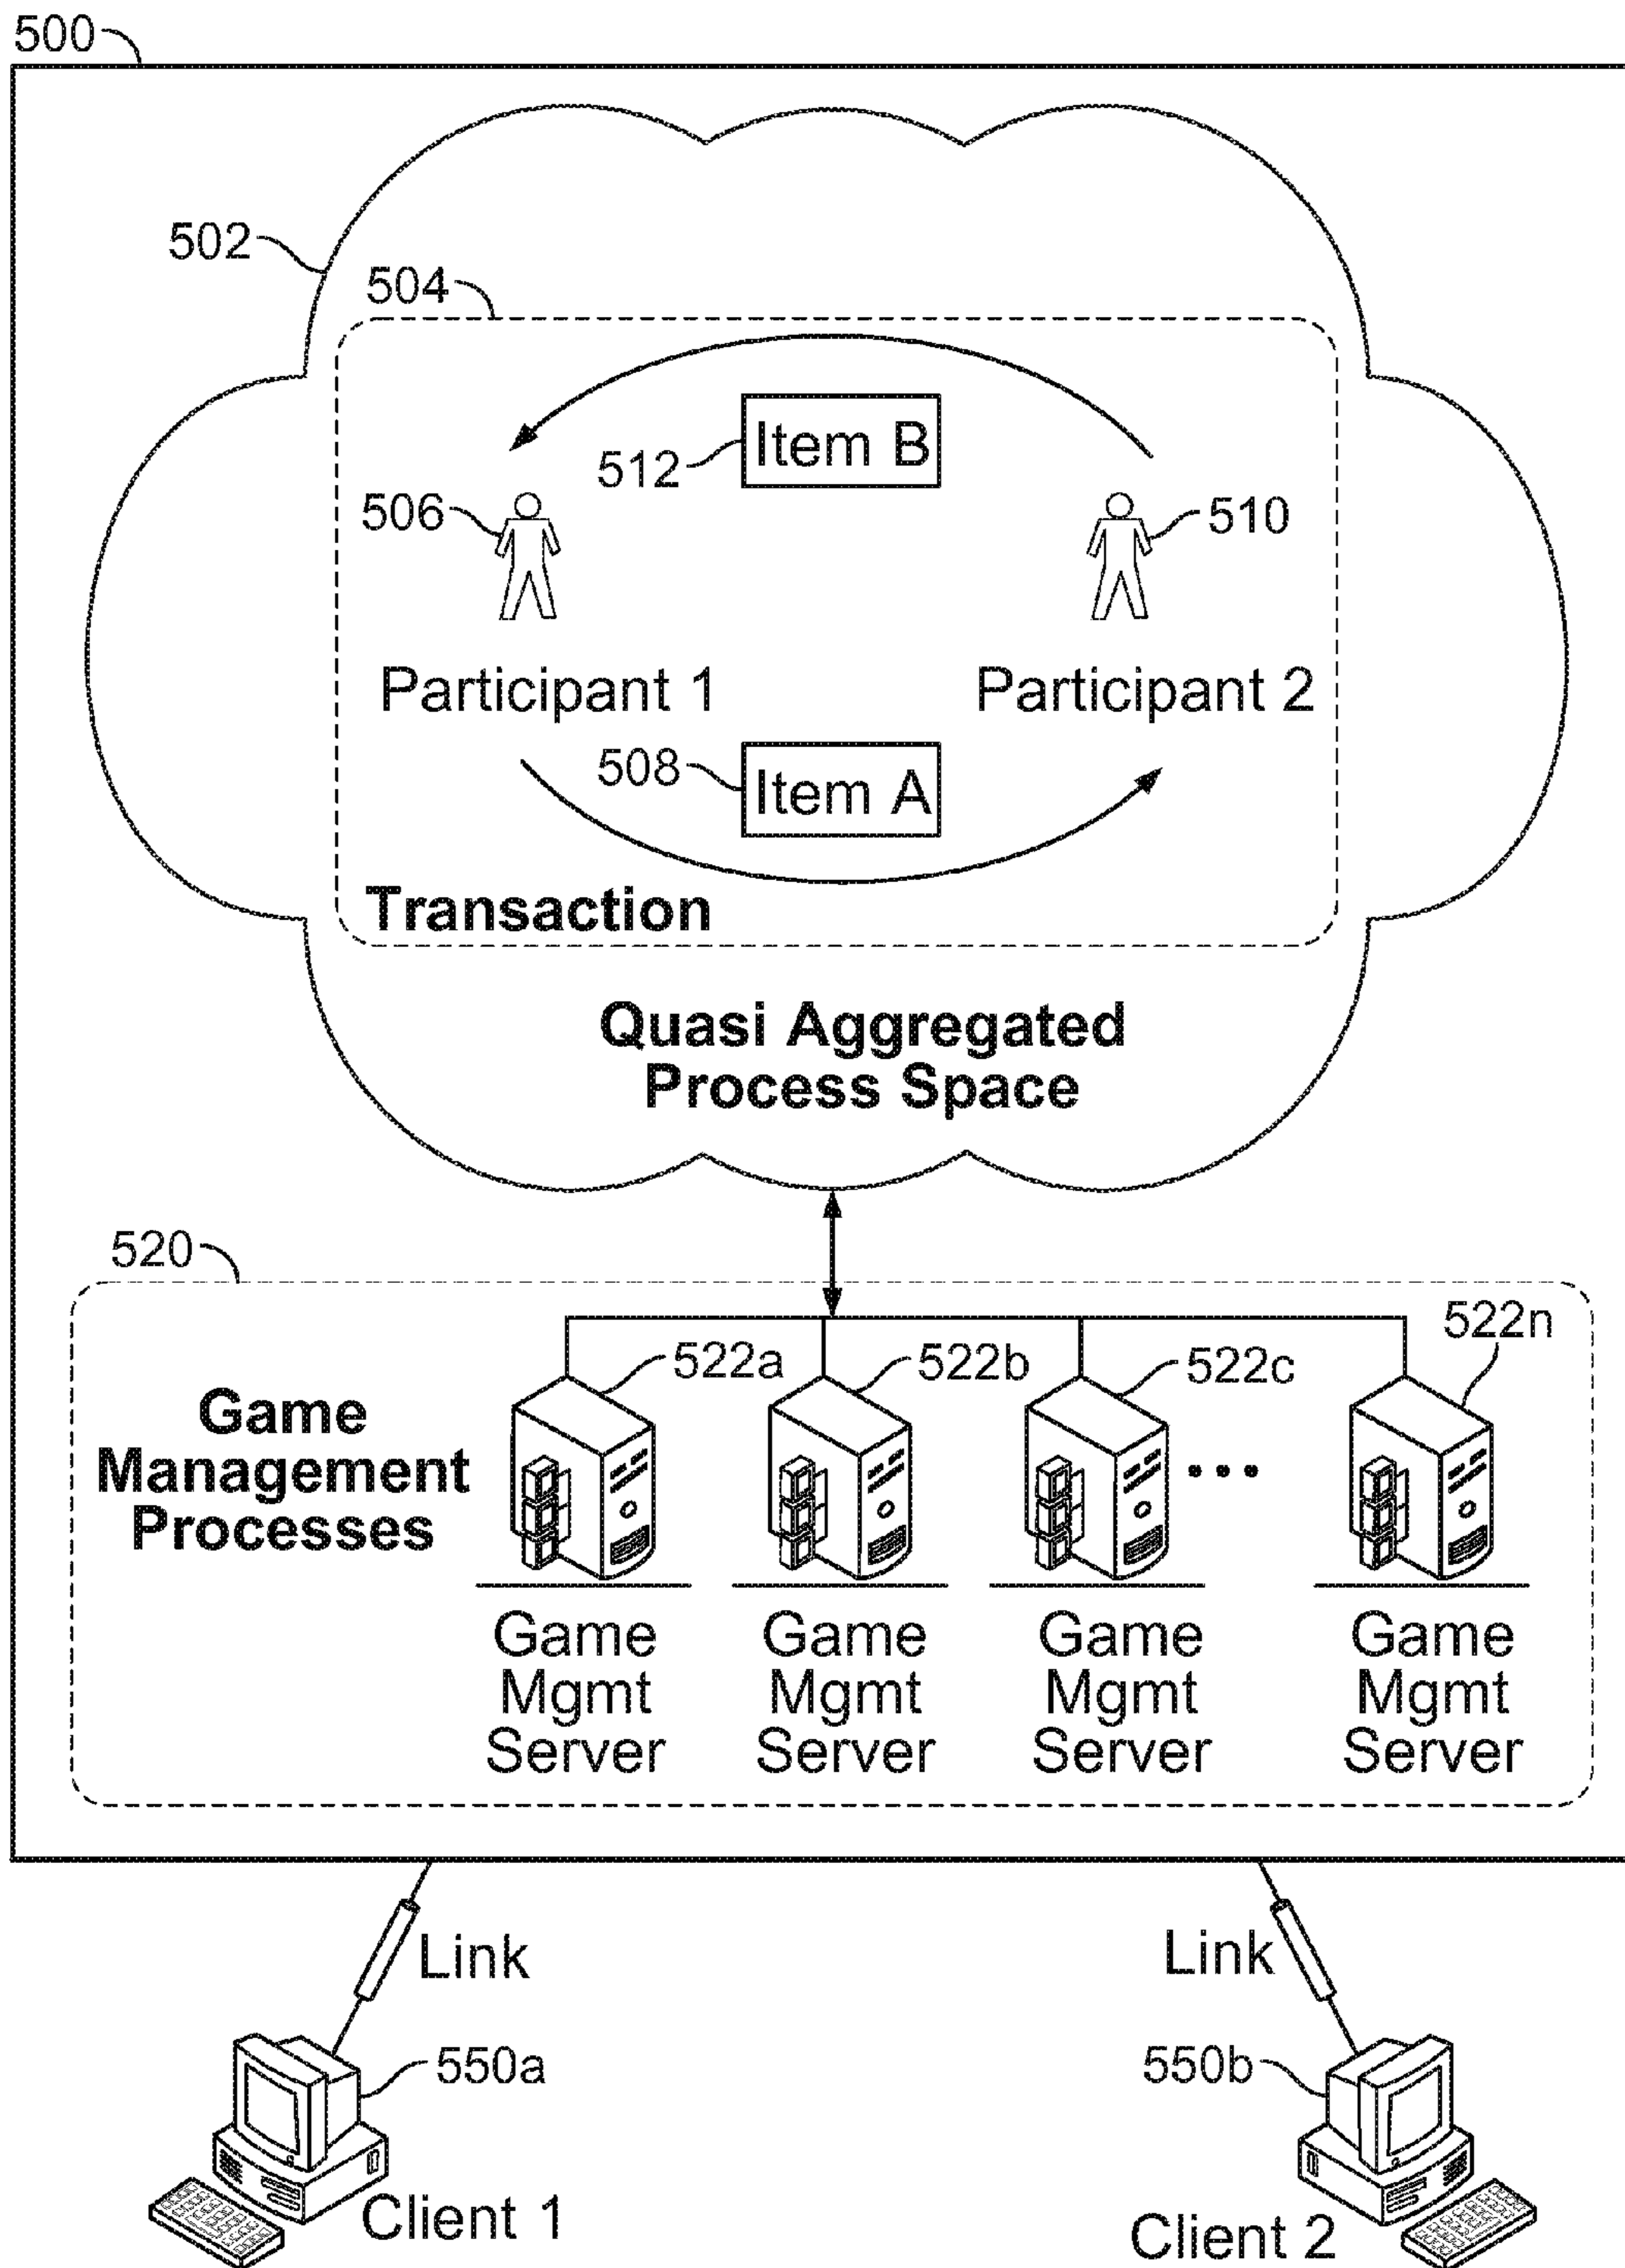 500
502
504
Item B
512
506
510
Participant 1
Participant 2
508
Item A
Transaction
Quasi Aggregated
Process Space
520
522n
522a
522b
522c
Game
Management
Processes
...
Game
Mgmt
Server
Game
Mgmt
Server
Game
Mgmt
Server
Game
Mgmt
Server
Link
Link
550a
550b
Client 1
Client 2